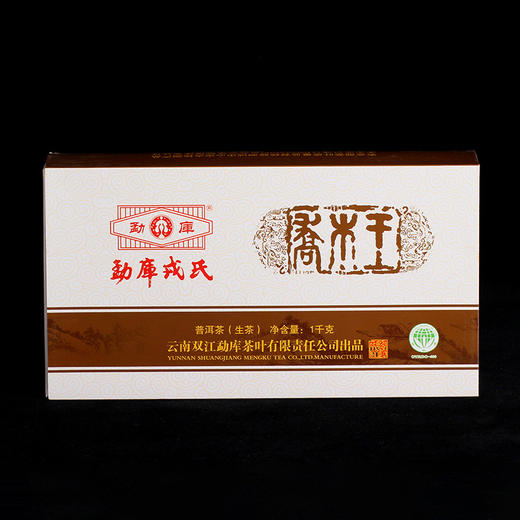 勐 庫
®
勐库戎氏
喬木王
普洱茶（生茶） 净含量：1千克
云南双江勐库茶叶有限责任公司出品
YUNNAN SHUANGJIANG MENGKU TEA CO.,LTD.MANUFACTURE